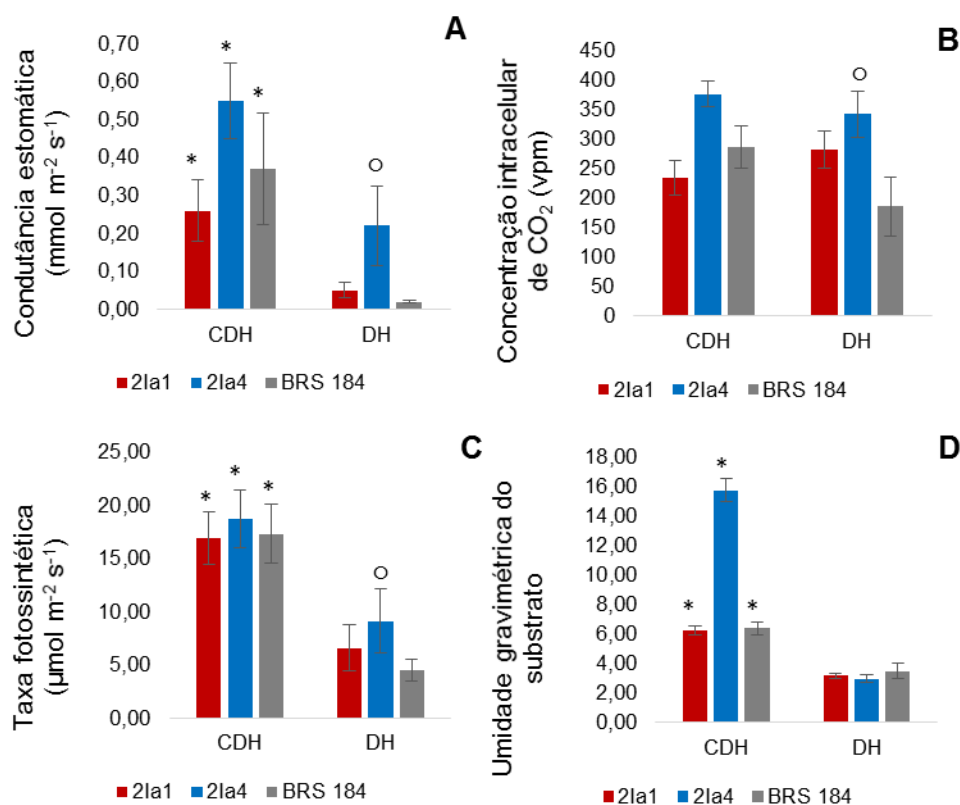 A
Condutância estomática
(mmol m-2 s-1)
0,70
0,60
0,50
0,40
0,30
0,20
0,10
0,00
*
*
*
○
CDH
DH
2Ia1
2Ia4
BRS 184
B
Concentração intracelular
de CO2 (vpm)
450
400
350
300
250
200
150
100
50
0
○
CDH
DH
2Ia1
2Ia4
BRS 184
C
Taxa fotossintética
(µmol m-2 s-1)
25,00
20,00
15,00
10,00
5,00
0,00
*
*
*
○
CDH
DH
2Ia1
2Ia4
BRS 184
D
Umidade gravimétrica do
substrato
18,00
16,00
14,00
12,00
10,00
8,00
6,00
4,00
2,00
0,00
*
*
*
CDH
DH
2Ia1
2Ia4
BRS 184